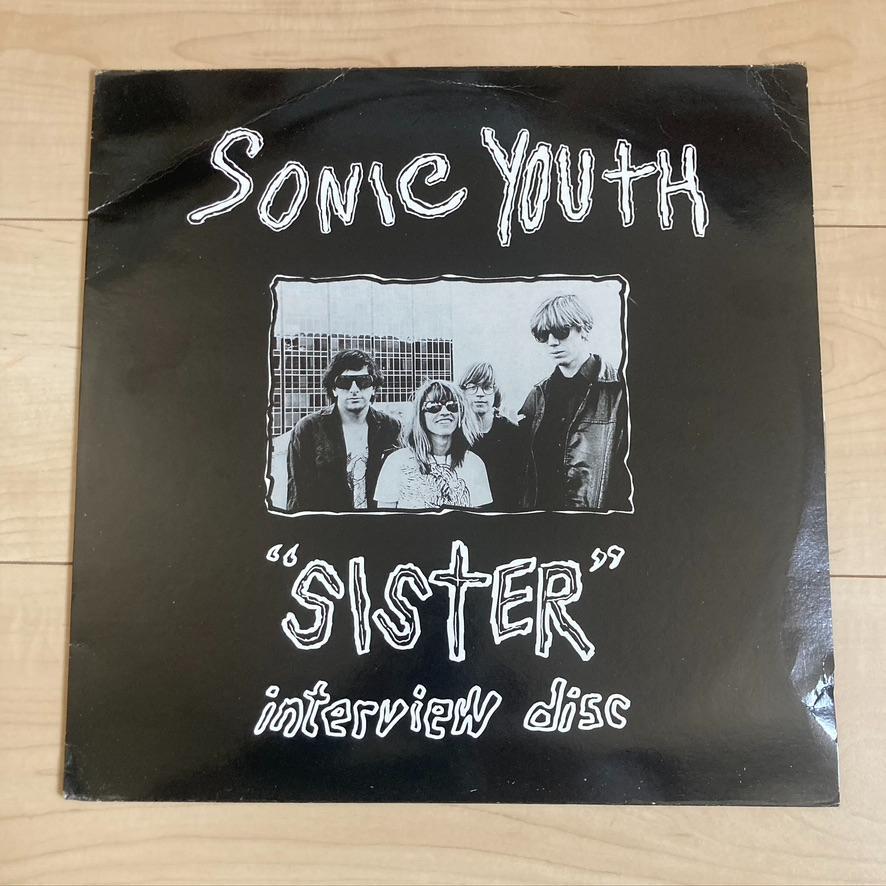 SONIC YOUtH
“SIStER”
interview disc